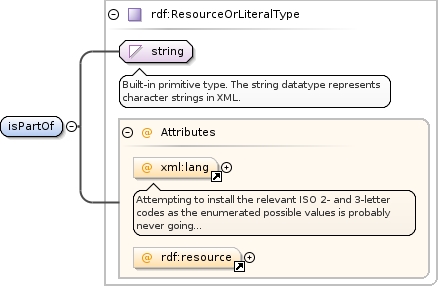 rdf:ResourceOrLiteralType
string
Built-in primitive type. The string datatype represents
character strings in XML.
isPartOf
@ Attributes
@ xml:lang
Attempting to install the relevant ISO 2- and 3-letter
codes as the enumerated possible values is probably
never going...
@ rdf:resource